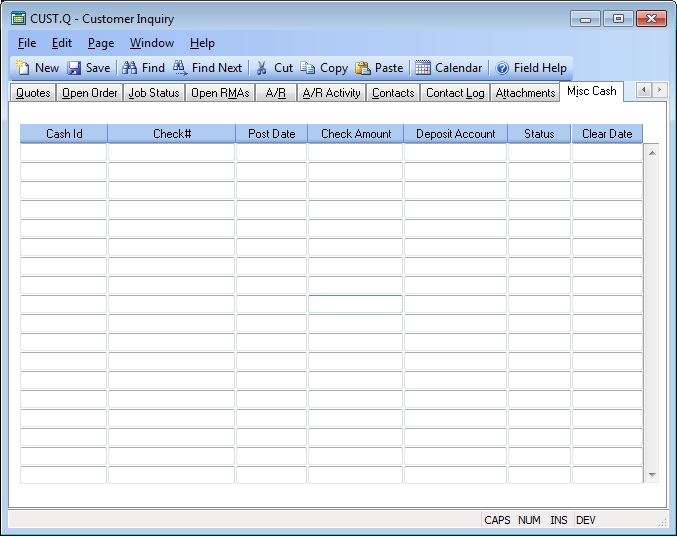 CUST.Q - Customer Inquiry
File Edit Page Window Help
New Save Find Find Next Cut Copy Paste Calendar Field Help
Quotes Open Order Job Status Open RMAs A/R A/R Activity Contacts Contact Log Attachments Misc Cash
Cash Id Check# Post Date Check Amount Deposit Account Status Clear Date
CAPS NUM INS DEV